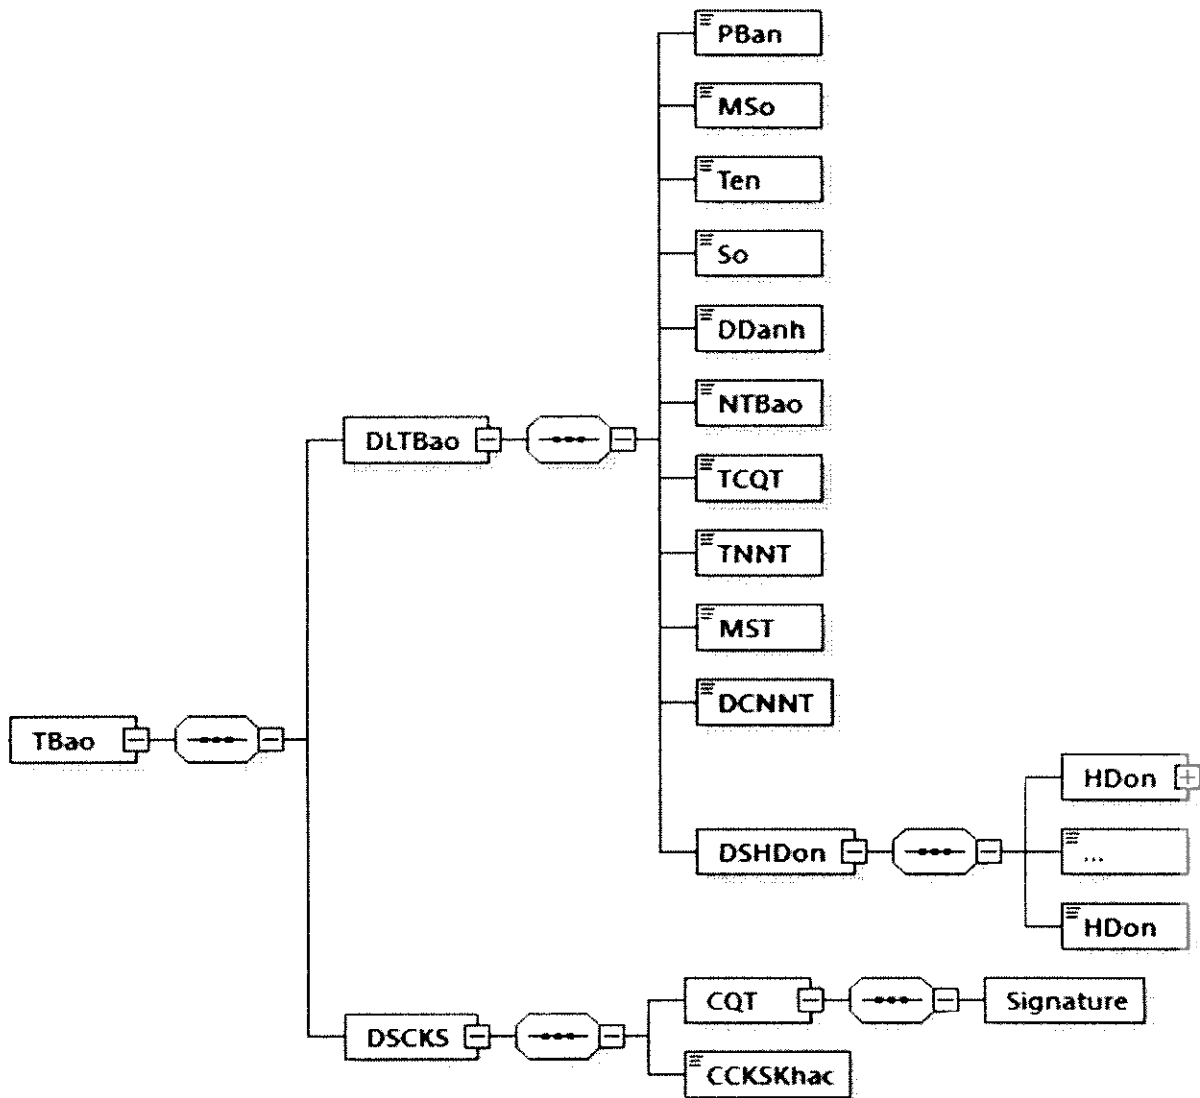 PBan
MSo
Ten
So
DDanh
NTBao
DLTBao
TCQT
TNNT
MST
DCNNT
TBao
HDon
DSHDon
...
HDon
CQT
Signature
DSCKS
CCKSKhac